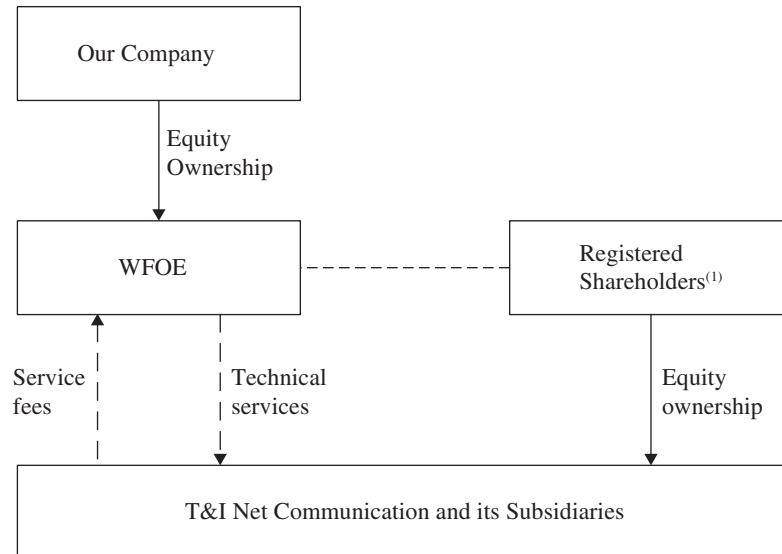 Our Company
Equity
Ownership
WFOE
Registered
Shareholders(1)
Service
fees
Technical
services
Equity
ownership
T&I Net Communication and its Subsidiaries